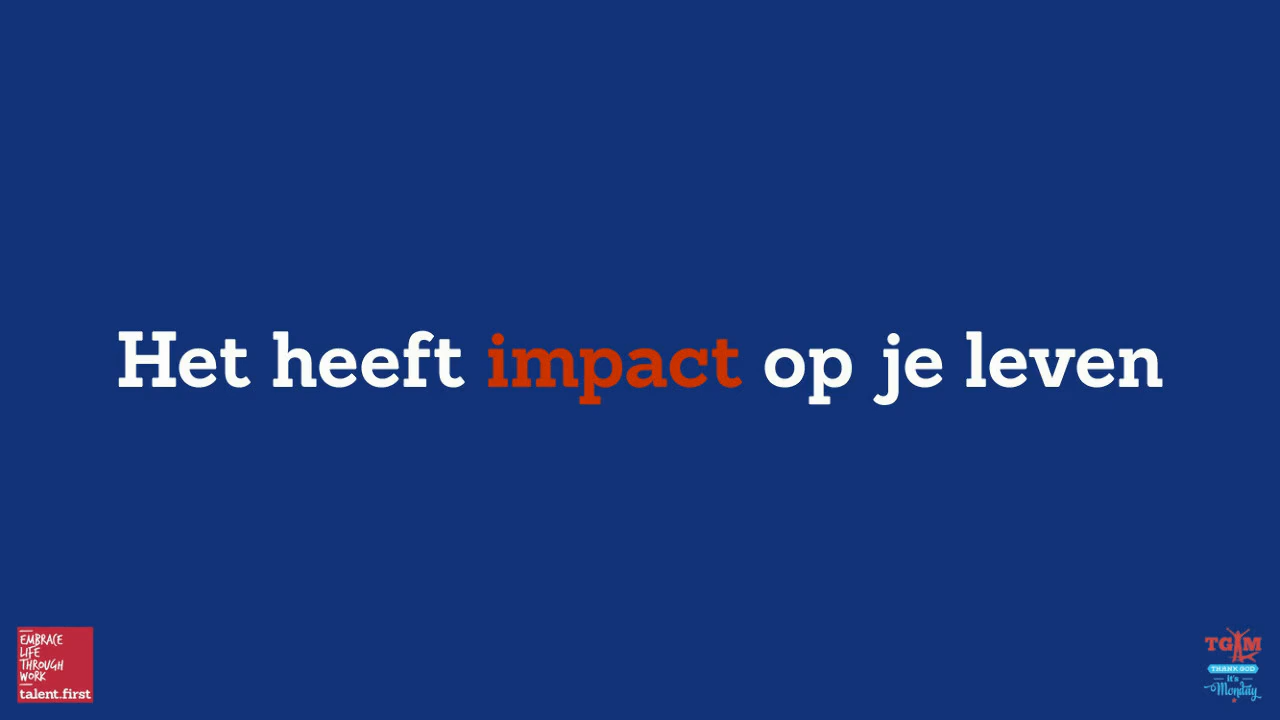 Het heeft impact op je leven
EMBRACE
LIFE
THROUGH
WORK
talent.first
TGIM
THANK GOD
it's
Monday